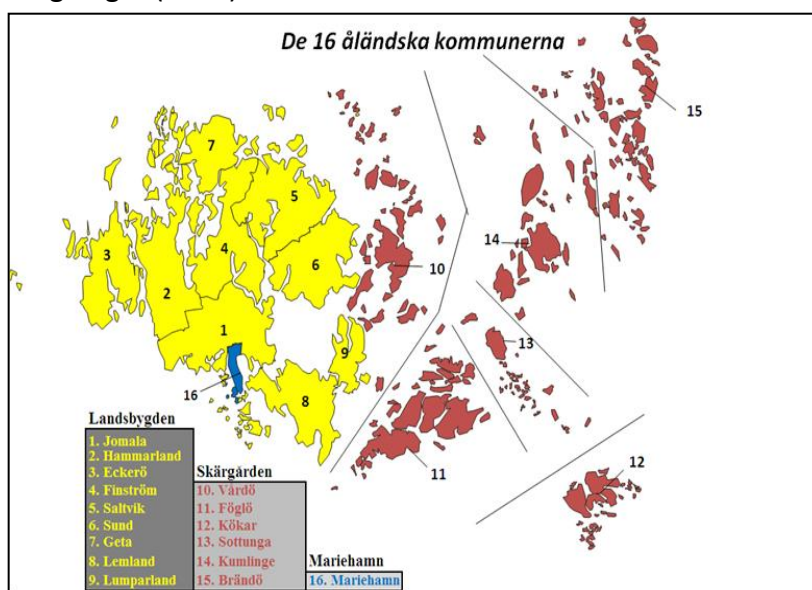 De 16 åländska kommunerna
7
15
5
3
4
14
2
6
10
1
13
9
16
8
11
12
Landsbygden
1. Jomala
2. Hammarland
3. Eckerö
4. Finström
5. Saltvik
6. Sund
7. Geta
8. Lemland
9. Lumparland
Skärgården
10. Vårdö
11. Föglö
12. Kökar
13. Sottunga
14. Kumlinge
15. Brändö
Mariehamn
16. Mariehamn